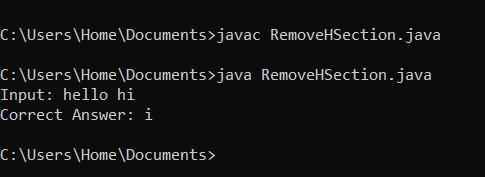 C:\Users\Home\Documents>javac RemoveHSection.java
C:\Users\Home\Documents>java RemoveHSection.java
Input: hello hi
Correct Answer: i
C:\Users\Home\Documents>